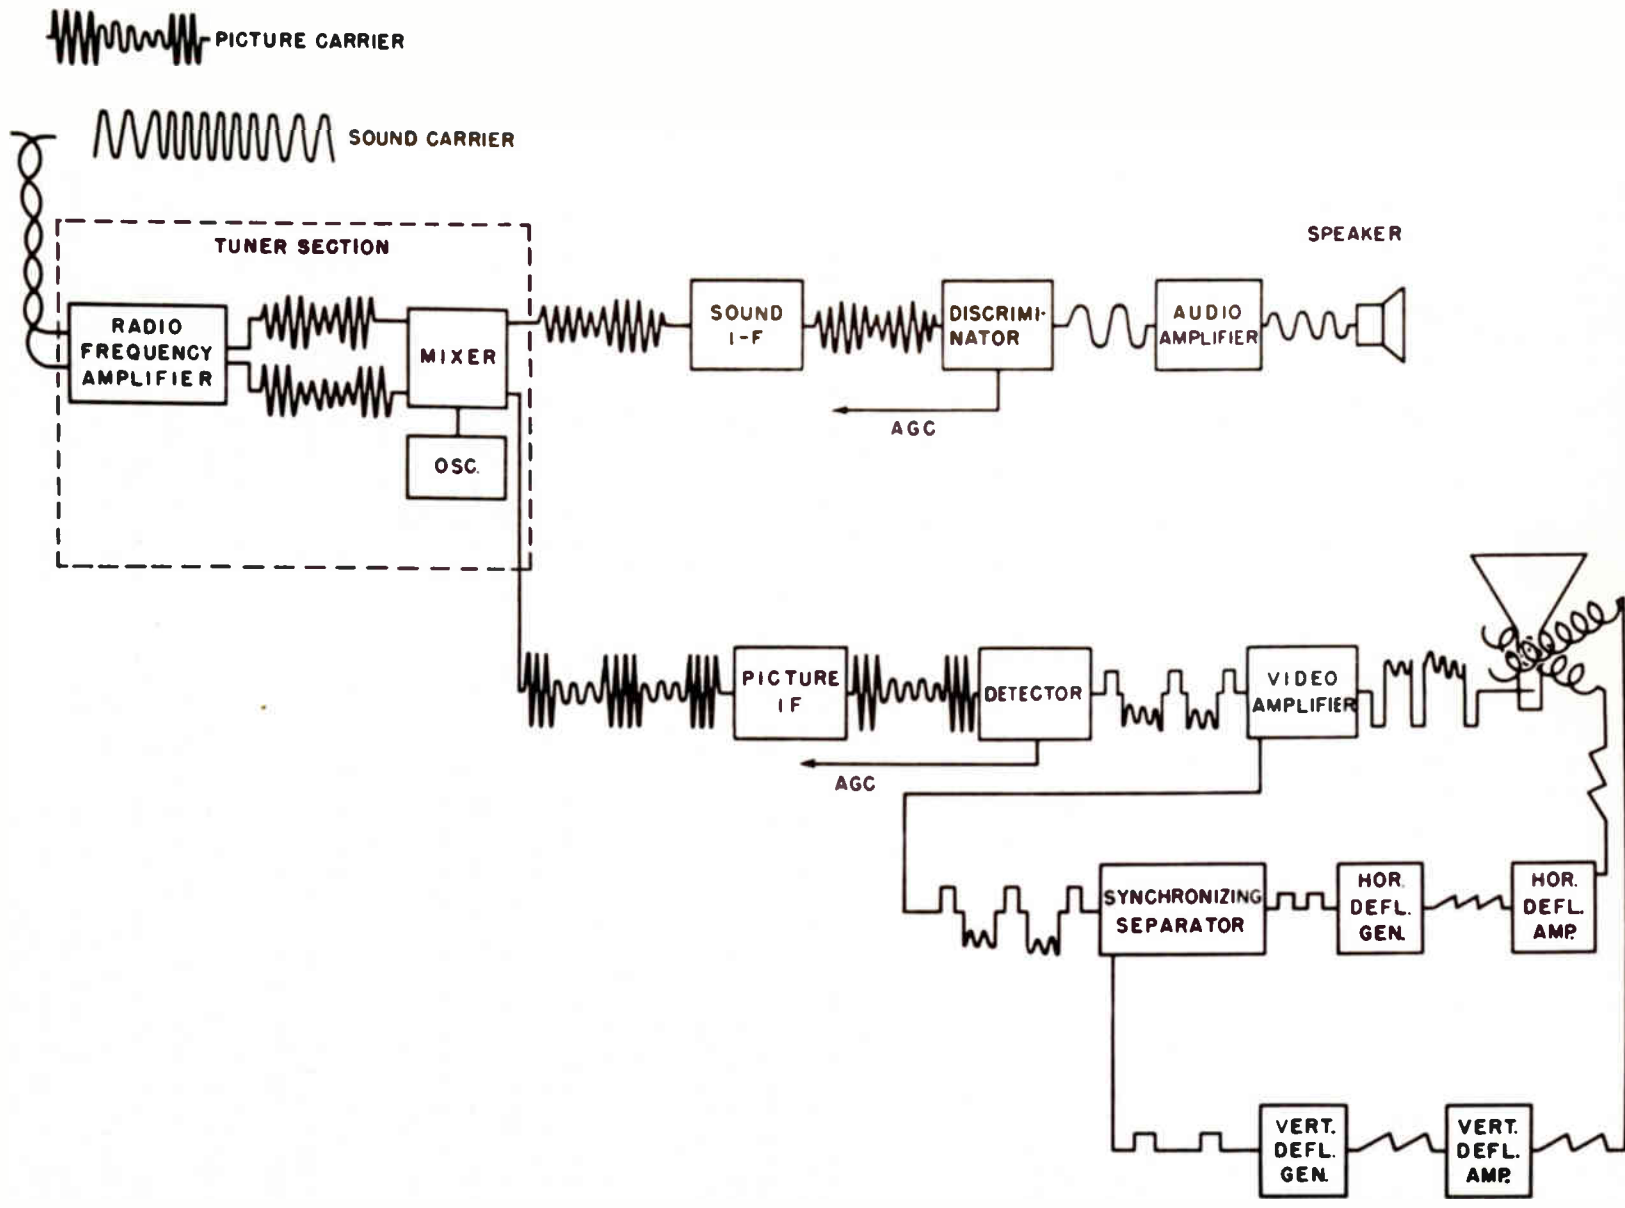 PICTURE CARRIER
SOUND CARRIER
TUNER SECTION
SPEAKER
RADIO
FREQUENCY
AMPLIFIER
MIXER
OSC.
SOUND
I-F
DISCRIMI-
NATOR
AUDIO
AMPLIFIER
AGC
PICTURE
IF
DETECTOR
VIDEO
AMPLIFIER
AGC
SYNCHRONIZING
SEPARATOR
HOR.
DEFL.
GEN.
HOR.
DEFL.
AMP.
VERT.
DEFL.
GEN.
VERT.
DEFL.
AMP.